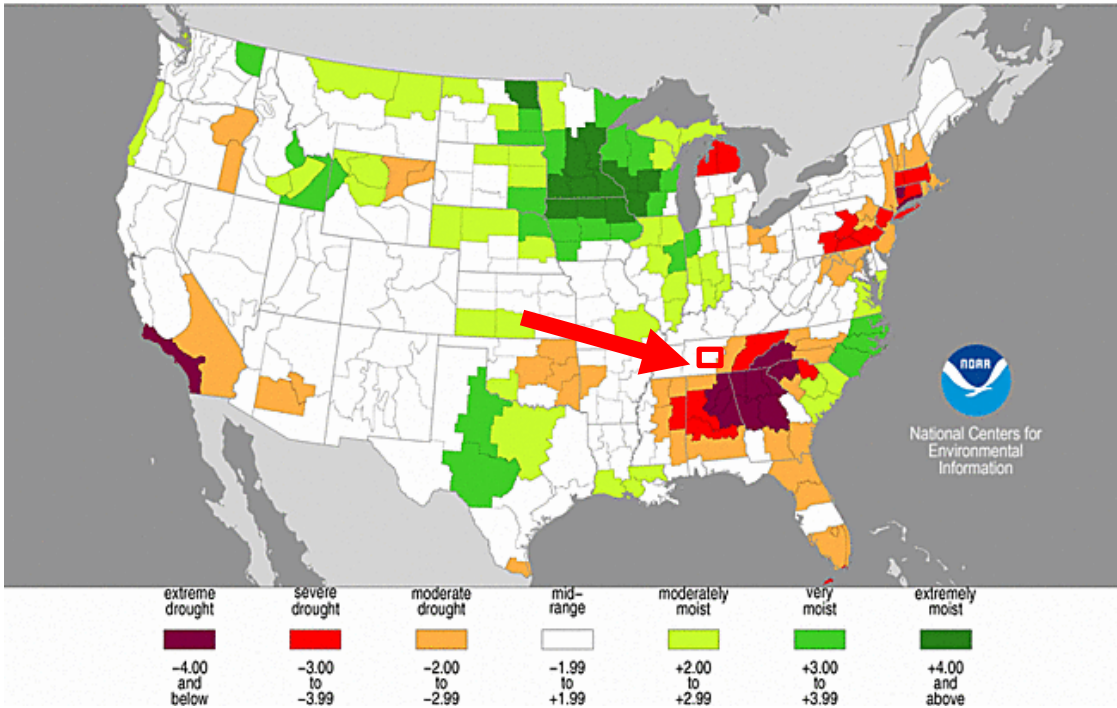 NOAA
National Centers for
Environmental
Information
extreme drought
severe drought
moderate drought
mid-range
moderately moist
very moist
extremely moist
−4.00 and below
−3.00 to −3.99
−2.00 to −2.99
−1.99 to +1.99
+2.00 to +2.99
+3.00 to +3.99
+4.00 and above